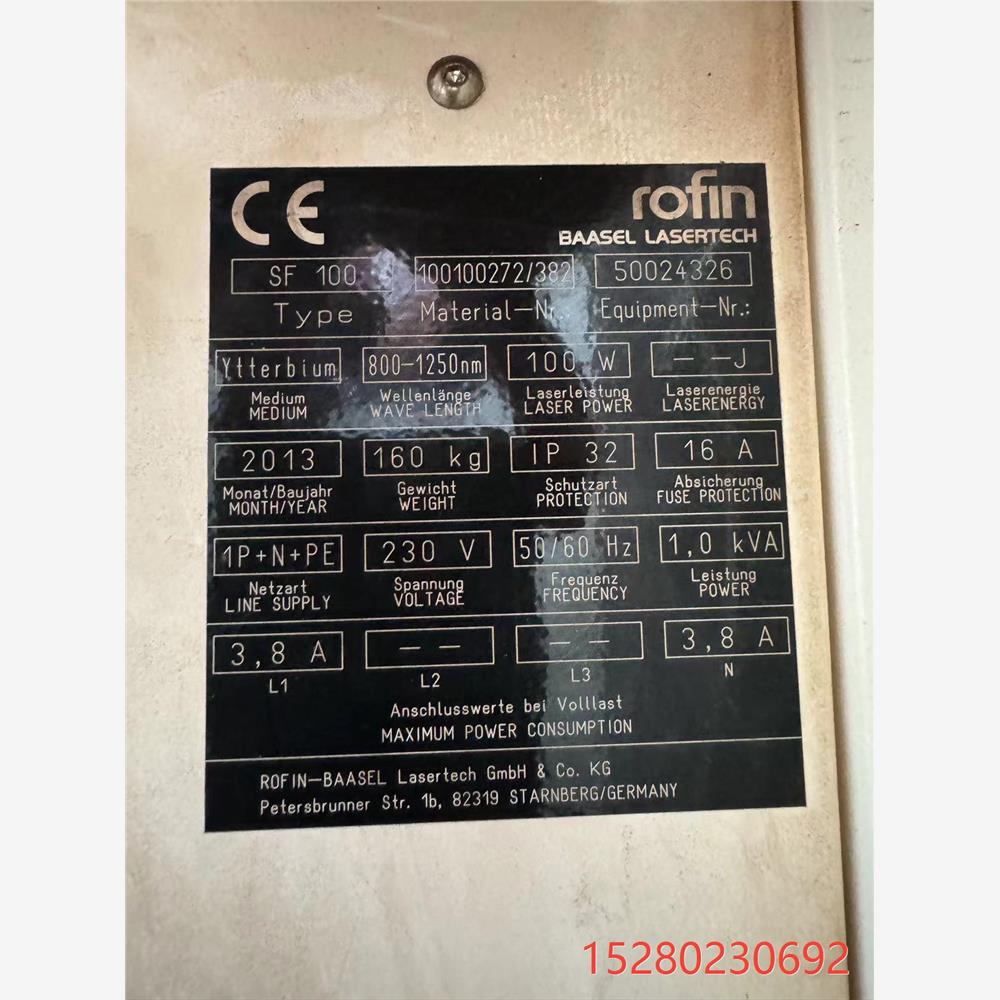 CE rofin
BAASEL LASERTECH
SF 100 100100272/382 50024326
Type Material-Nr.: Equipment-Nr.:
Ytterbium 800-1250nm 100 W --J
Medium Wellenlänge Laserleistung Laserenergie
MEDIUM WAVE LENGTH LASER POWER LASERENERGY
2013 160 kg IP 32 16 A
Monat/Baujahr Gewicht Schutzart Absicherung
MONTH/YEAR WEIGHT PROTECTION FUSE PROTECTION
1P+N+PE 230 V 50/60 Hz 1,0 kVA
Netzart Spannung Frequenz Leistung
LINE SUPPLY VOLTAGE FREQUENCY POWER
3,8 A -- -- 3,8 A
L1 L2 L3 N
Anschlusswerte bei Volllast
MAXIMUM POWER CONSUMPTION
ROFIN-BAASEL Lasertech GmbH & Co. KG
Petersbrunner Str. 1b, 82319 STARNBERG/GERMANY
15280230692